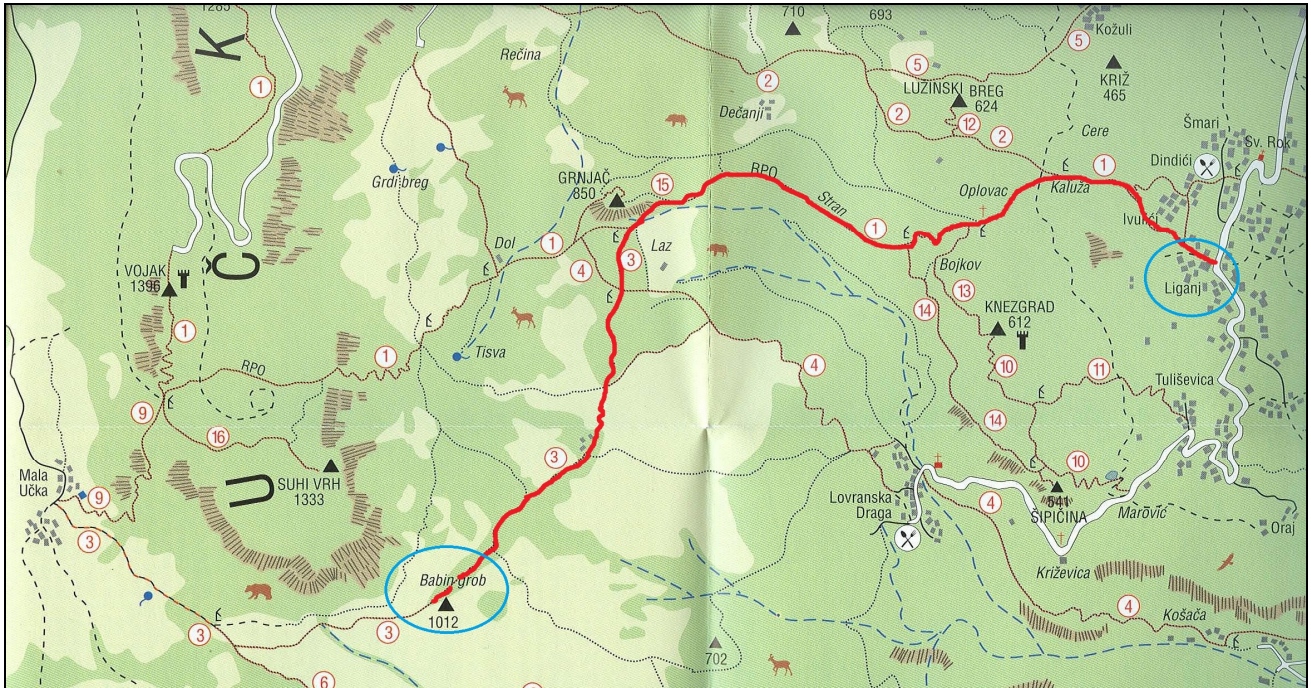 1285
K
Č
U
1
Rečina
710
693
5
Kožuli
5
KRIŽ
465
2
LUŽINSKI BREG
624
2
12
2
Dečanji
Cere
Šmari
Sv. Rok
Dindići
1
Grdi breg
GRNJAČ
850
15
RPO
Stran
Oplovac
Kaluža
Ivulići
1
Dol
1
4
3
Laz
Bojkov
13
14
Liganj
VOJAK
1396
1
KNEZGRAD
612
10
11
Tisva
RPO
1
4
Tuliševica
9
16
3
14
10
SUHI VRH
1333
Mala
Učka
9
3
Lovranska
Draga
4
541
ŠIPIČINA
Marović
Oraj
Babin grob
1012
Križevica
4
Košača
3
3
702
6